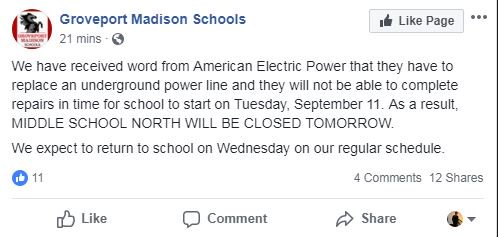 Groveport Madison Schools
Like Page
21 mins
We have received word from American Electric Power that they have to
replace an underground power line and they will not be able to complete
repairs in time for school to start on Tuesday, September 11. As a result,
MIDDLE SCHOOL NORTH WILL BE CLOSED TOMORROW.
We expect to return to school on Wednesday on our regular schedule.
11
4 Comments 12 Shares
Like Comment Share